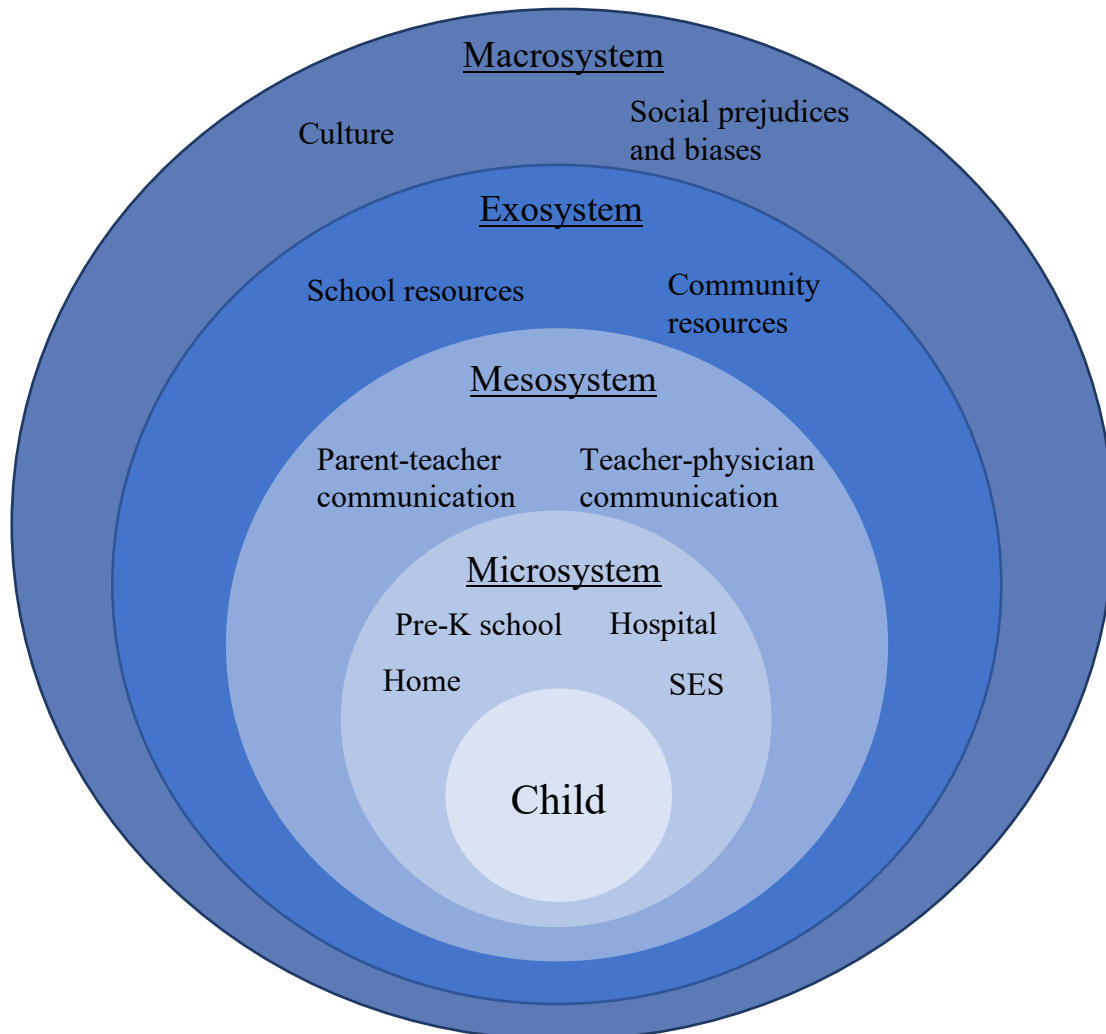 Macrosystem
Culture
Social prejudices
and biases
Exosystem
School resources
Community
resources
Mesosystem
Parent-teacher
communication
Teacher-physician
communication
Microsystem
Pre-K school
Hospital
Home
SES
Child